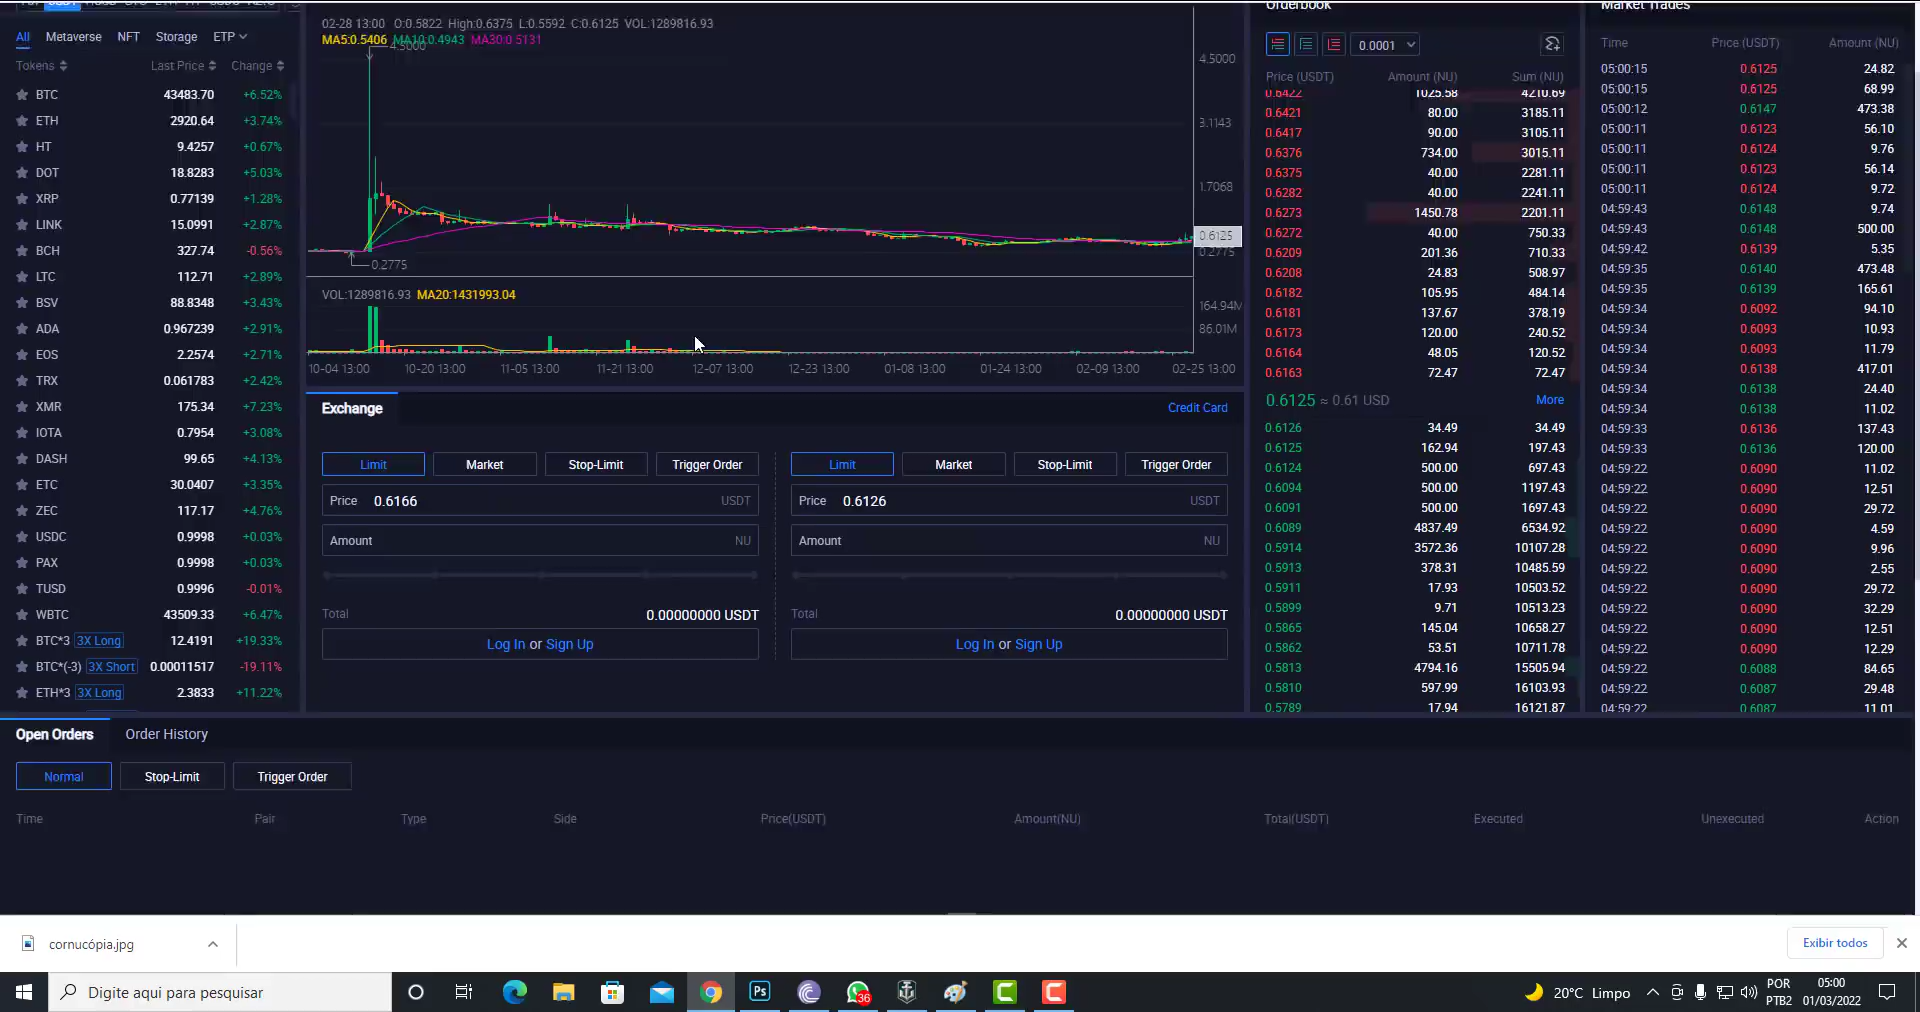 All Metaverse NFT Storage ETP
Tokens Last Price Change
BTC 43483.70 +6.52%
ETH 2920.64 +3.74%
HT 9.4257 +0.67%
DOT 18.8283 +5.03%
XRP 0.77139 +1.28%
LINK 15.0991 +2.87%
BCH 327.74 -0.56%
LTC 112.71 +2.89%
BSV 88.8348 +3.43%
ADA 0.967239 +2.91%
EOS 2.2574 +2.71%
TRX 0.061783 +2.42%
XMR 175.34 +7.23%
IOTA 0.7954 +3.08%
DASH 99.65 +4.13%
ETC 30.0407 +3.35%
ZEC 117.17 +4.76%
USDC 0.9998 +0.03%
PAX 0.9998 +0.03%
TUSD 0.9996 -0.01%
WBTC 43509.33 +6.47%
BTC*3 3X Long 12.4191 +19.33%
BTC*(-3) 3X Short 0.00011517 -19.11%
ETH*3 3X Long 2.3833 +11.22%
02-28 13:00 O:0.5822 High:0.6375 L:0.5592 C:0.6125 VOL:1289816.93
MA5:0.5406 MA10:0.4943 MA30:0.5131
4.5000
4.5000
3.1143
1.7068
0.6125
0.2775
0.2775
VOL:1289816.93 MA20:1431993.04
164.94M
86.01M
10-04 13:00 10-20 13:00 11-05 13:00 11-21 13:00 12-07 13:00 12-23 13:00 01-08 13:00 01-24 13:00 02-09 13:00 02-25 13:00
Exchange Credit Card
Limit Market Stop-Limit Trigger Order Limit Market Stop-Limit Trigger Order
Price 0.6166 USDT Price 0.6126 USDT
Amount NU Amount NU
Total 0.00000000 USDT Total 0.00000000 USDT
Log In or Sign Up Log In or Sign Up
Orderbook
0.0001
Price (USDT) Amount (NU) Sum (NU)
0.6422 1025.58 4210.69
0.6421 80.00 3185.11
0.6417 90.00 3105.11
0.6376 734.00 3015.11
0.6375 40.00 2281.11
0.6282 40.00 2241.11
0.6273 1450.78 2201.11
0.6272 40.00 750.33
0.6209 201.36 710.33
0.6208 24.83 508.97
0.6182 105.95 484.14
0.6181 137.67 378.19
0.6173 120.00 240.52
0.6164 48.05 120.52
0.6163 72.47 72.47
0.6125 ≈ 0.61 USD More
0.6126 34.49 34.49
0.6125 162.94 197.43
0.6124 500.00 697.43
0.6094 500.00 1197.43
0.6091 500.00 1697.43
0.6089 4837.49 6534.92
0.5914 3572.36 10107.28
0.5913 378.31 10485.59
0.5911 17.93 10503.52
0.5899 9.71 10513.23
0.5865 145.04 10658.27
0.5862 53.51 10711.78
0.5813 4794.16 15505.94
0.5810 597.99 16103.93
0.5789 17.94 16121.87
Market Trades
Time Price (USDT) Amount (NU)
05:00:15 0.6125 24.82
05:00:15 0.6125 68.99
05:00:12 0.6147 473.38
05:00:11 0.6123 56.10
05:00:11 0.6124 9.76
05:00:11 0.6123 56.14
05:00:11 0.6124 9.72
04:59:43 0.6148 9.74
04:59:43 0.6148 500.00
04:59:42 0.6139 5.35
04:59:35 0.6140 473.48
04:59:35 0.6139 165.61
04:59:34 0.6092 94.10
04:59:34 0.6093 10.93
04:59:34 0.6093 11.79
04:59:34 0.6138 417.01
04:59:34 0.6138 24.40
04:59:34 0.6138 11.02
04:59:33 0.6136 137.43
04:59:33 0.6136 120.00
04:59:22 0.6090 11.02
04:59:22 0.6090 12.51
04:59:22 0.6090 29.72
04:59:22 0.6090 4.59
04:59:22 0.6090 9.96
04:59:22 0.6090 2.55
04:59:22 0.6090 29.72
04:59:22 0.6090 32.29
04:59:22 0.6090 12.51
04:59:22 0.6090 12.29
04:59:22 0.6088 84.65
04:59:22 0.6087 29.48
04:59:22 0.6087 11.01
Open Orders Order History
Normal Stop-Limit Trigger Order
Time Pair Type Side Price(USDT) Amount(NU) Total(USDT) Executed Unexecuted Action
cornucópia.jpg Exibir todos
Digite aqui para pesquisar
Ps
36
20°C Limpo
POR
PTB2
05:00
01/03/2022